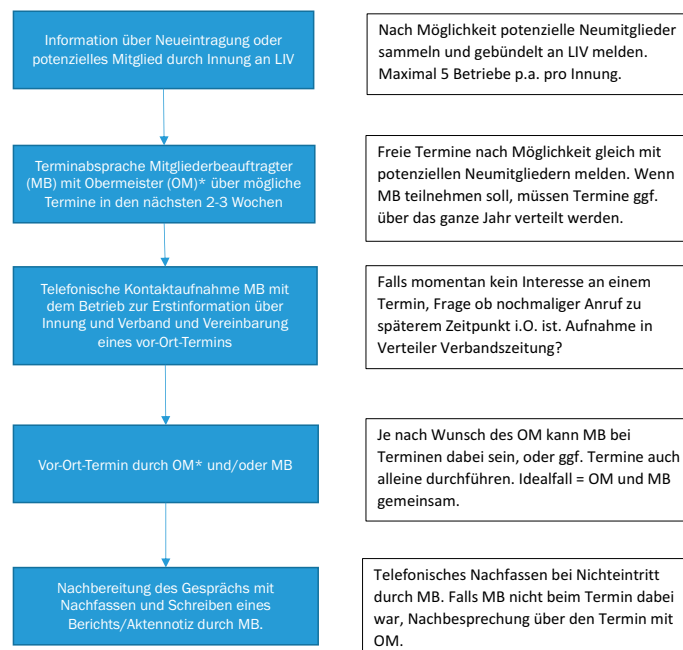 Information über Neueintragung oder
potenzielles Mitglied durch Innung an LIV
Nach Möglichkeit potenzielle Neumitglieder
sammeln und gebündelt an LIV melden.
Maximal 5 Betriebe p.a. pro Innung.
Terminabsprache Mitgliederbeauftragter
(MB) mit Obermeister (OM)* über mögliche
Termine in den nächsten 2-3 Wochen
Freie Termine nach Möglichkeit gleich mit
potenziellen Neumitgliedern melden. Wenn
MB teilnehmen soll, müssen Termine ggf.
über das ganze Jahr verteilt werden.
Telefonische Kontaktaufnahme MB mit
dem Betrieb zur Erstinformation über
Innung und Verband und Vereinbarung
eines vor-Ort-Termins
Falls momentan kein Interesse an einem
Termin, Frage ob nochmaliger Anruf zu
späterem Zeitpunkt i.O. ist. Aufnahme in
Verteiler Verbandszeitung?
Vor-Ort-Termin durch OM* und/oder MB
Je nach Wunsch des OM kann MB bei
Terminen dabei sein, oder ggf. Termine auch
alleine durchführen. Idealfall = OM und MB
gemeinsam.
Nachbereitung des Gesprächs mit
Nachfassen und Schreiben eines
Berichts/Aktennotiz durch MB.
Telefonisches Nachfassen bei Nichteintritt
durch MB. Falls MB nicht beim Termin dabei
war, Nachbesprechung über den Termin mit
OM.